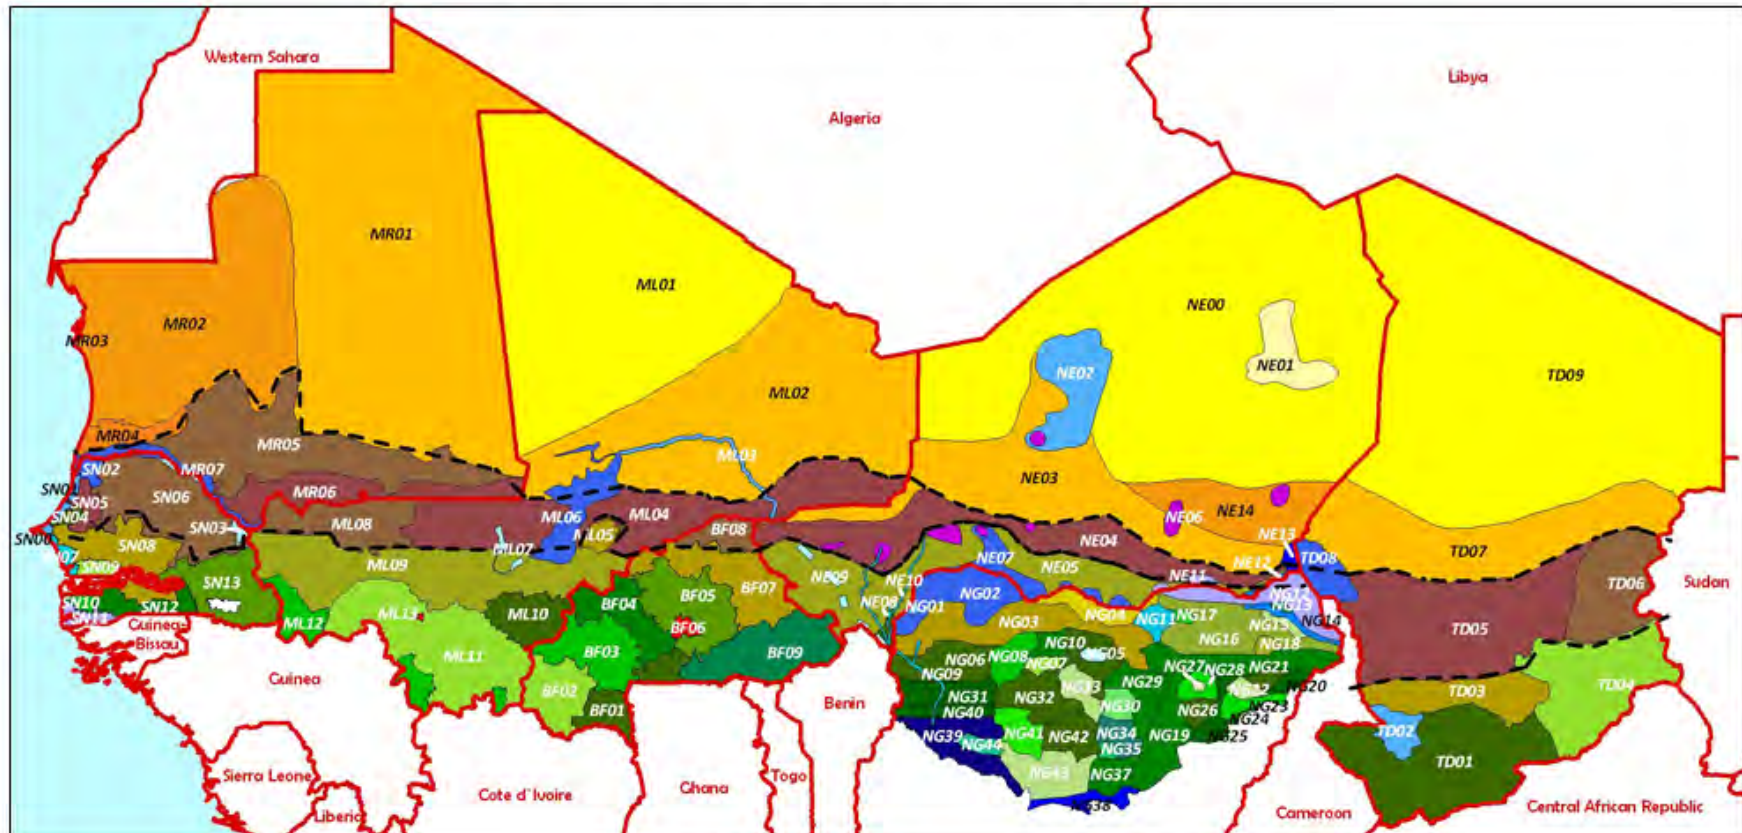 Western Sahara
Libya
Algeria
MR01
ML01
NE00
MR02
MR03
NE01
NE02
TD09
ML02
MR04
MR05
ML03
SN02
MR07
NE03
SN01
SN05
SN06
MR06
NE06
NE14
SN04
SN03
ML08
ML06
ML04
BF08
NE13
SN00
SN08
ML07
ML05
NE04
NE12
TD08
TD07
SN09
ML09
NE07
NE05
NE11
SN13
NE09
NE10
TD06
Sudan
SN10
SN12
BF04
BF05
BF07
NE08
NG01
NG02
NG12
NG13
SN11
ML12
ML13
ML10
BF06
NG03
NG04
NG11
NG17
NG15
NG14
Guinea-
Bissau
TD05
NG16
NG18
Guinea
ML11
BF03
BF09
NG06
NG08
NG10
NG05
NG07
NG09
NG27
NG28
NG21
BF02
NG29
NG33
NG22
NG20
TD03
TD04
BF01
Benin
NG31
NG32
NG30
NG26
NG23
NG40
NG24
NG39
NG41
NG42
NG34
NG19
NG25
TD02
NG44
NG35
TD01
Sierra Leone
NG43
NG37
Ghana
Togo
Cote d'Ivoire
NG38
Liberia
Cameroon
Central African Republic